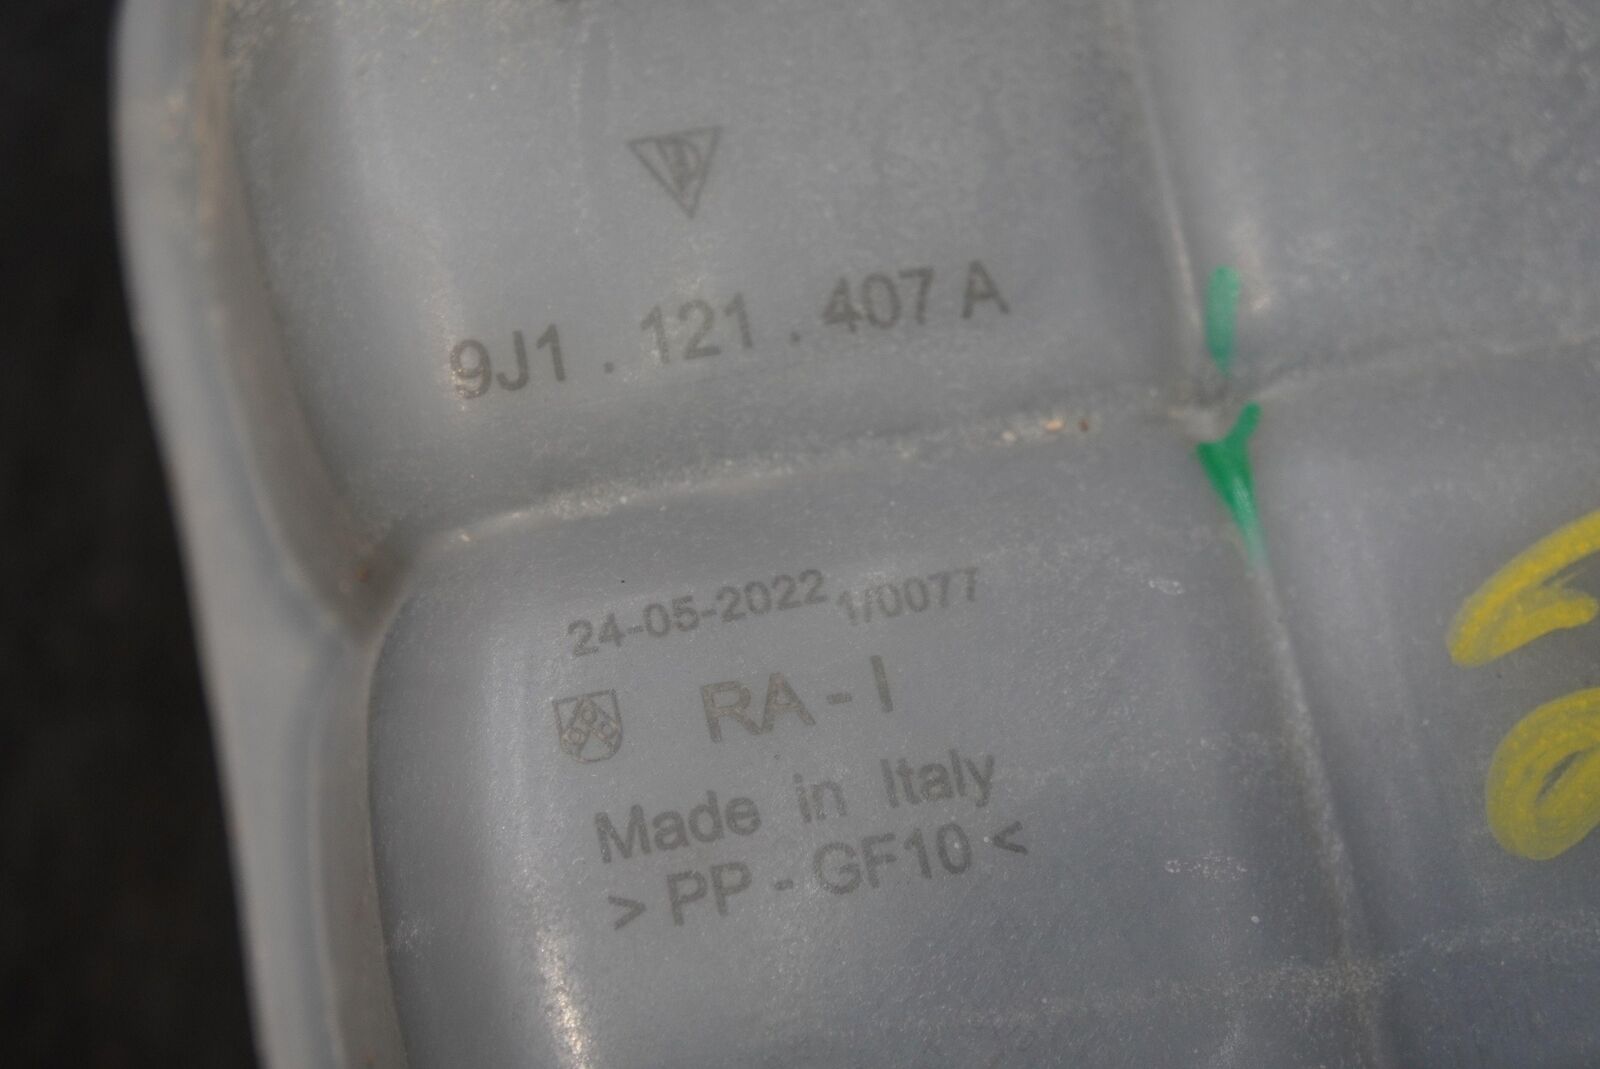 9J1 . 121 . 407 A
24-05-2022 1/0077
RA - I
Made in Italy
> PP - GF10 <